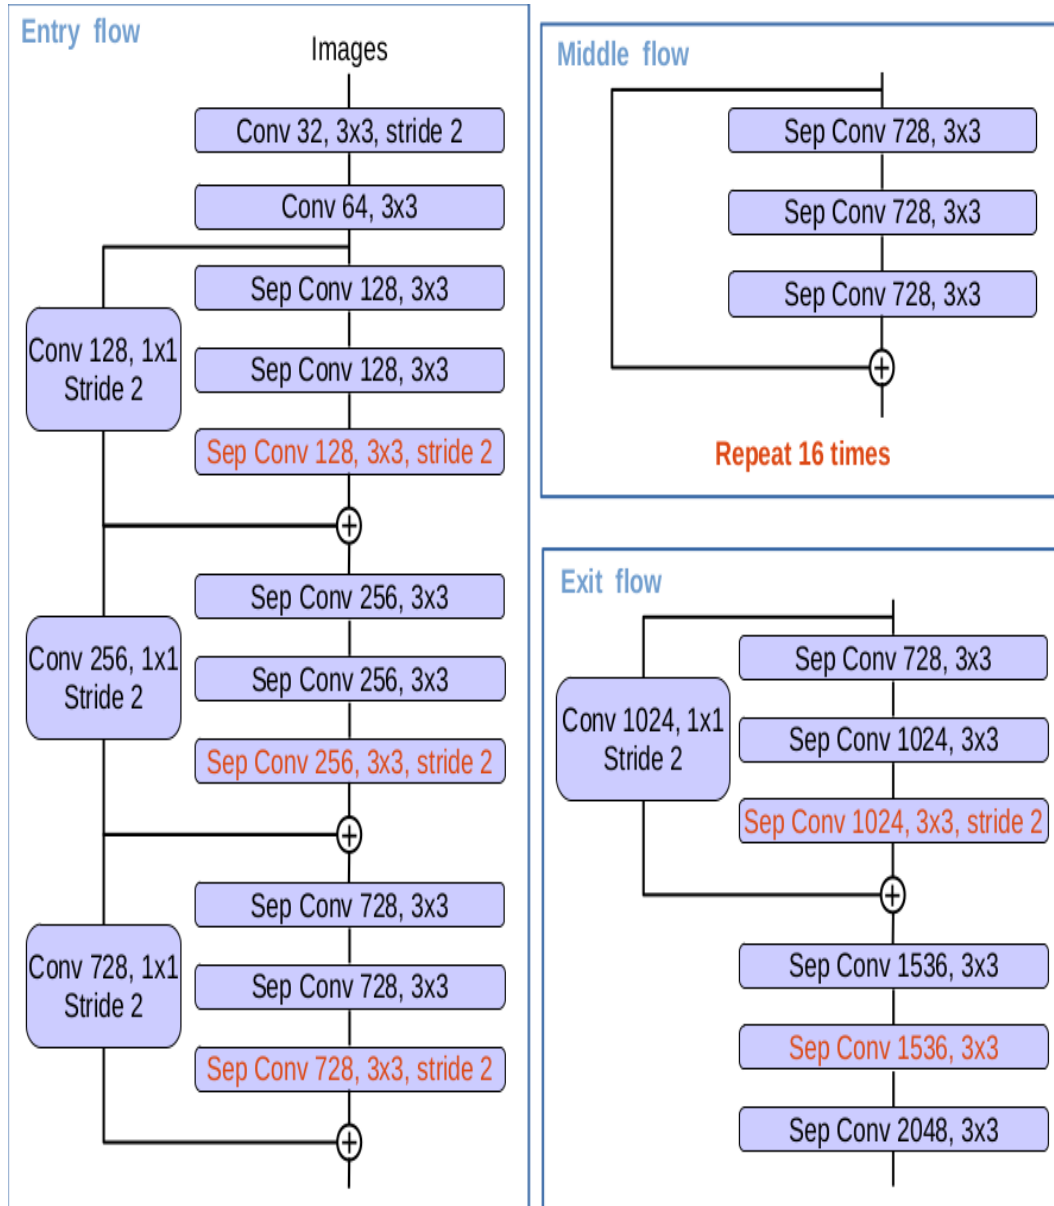 Entry flow
Images
Conv 32, 3x3, stride 2
Conv 64, 3x3
Sep Conv 128, 3x3
Conv 128, 1x1
Stride 2
Sep Conv 128, 3x3
Sep Conv 128, 3x3, stride 2
+
Sep Conv 256, 3x3
Conv 256, 1x1
Stride 2
Sep Conv 256, 3x3
Sep Conv 256, 3x3, stride 2
+
Sep Conv 728, 3x3
Conv 728, 1x1
Stride 2
Sep Conv 728, 3x3
Sep Conv 728, 3x3, stride 2
+
Middle flow
Sep Conv 728, 3x3
Sep Conv 728, 3x3
Sep Conv 728, 3x3
+
Repeat 16 times
Exit flow
Sep Conv 728, 3x3
Conv 1024, 1x1
Stride 2
Sep Conv 1024, 3x3
Sep Conv 1024, 3x3, stride 2
+
Sep Conv 1536, 3x3
Sep Conv 1536, 3x3
Sep Conv 2048, 3x3